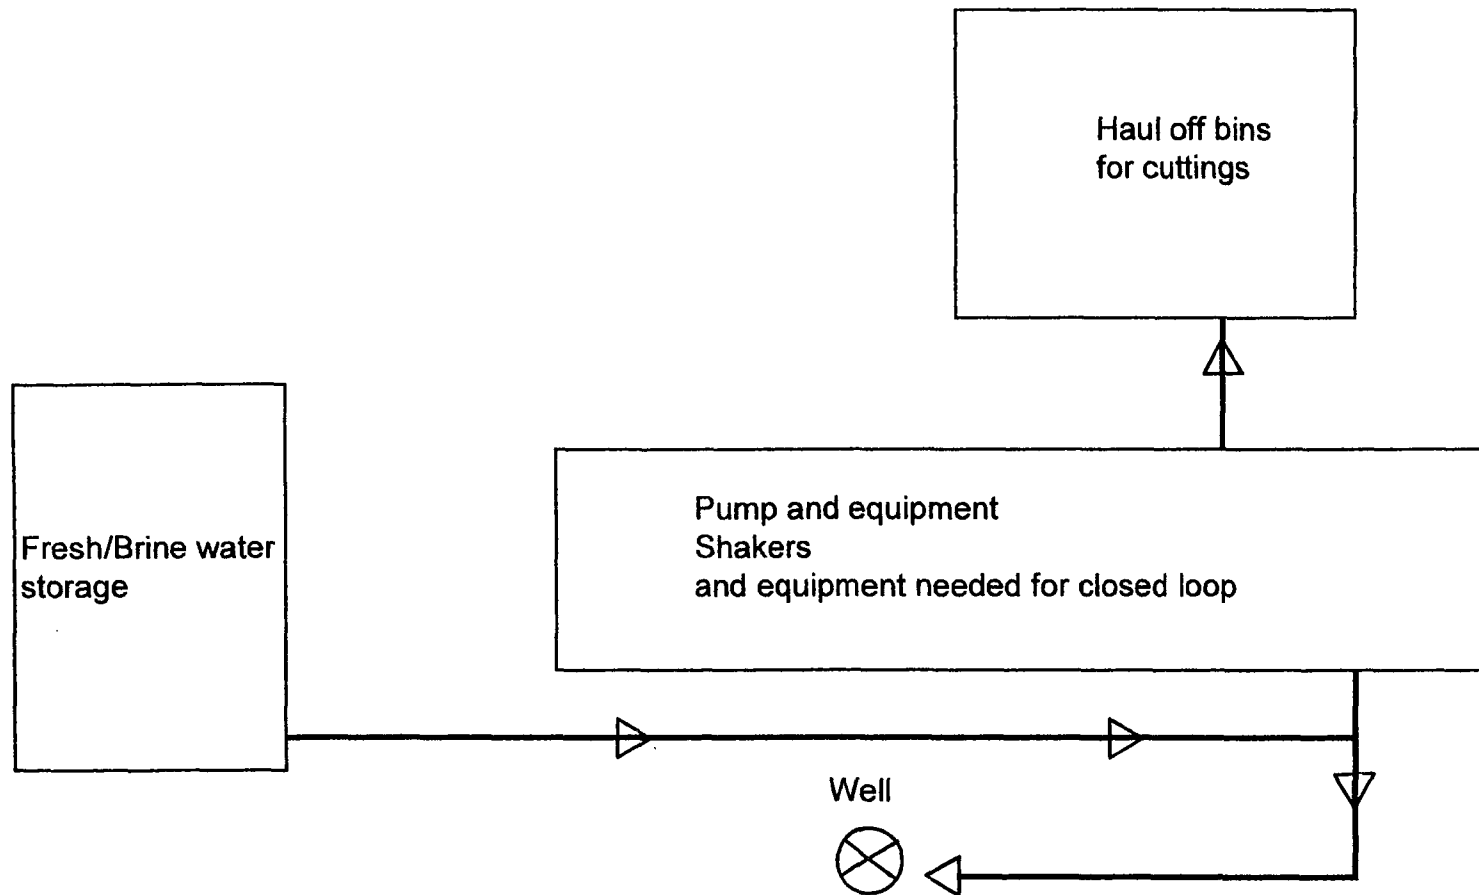 Haul off bins
for cuttings
Pump and equipment
Shakers
and equipment needed for closed loop
Fresh/Brine water
storage
Well